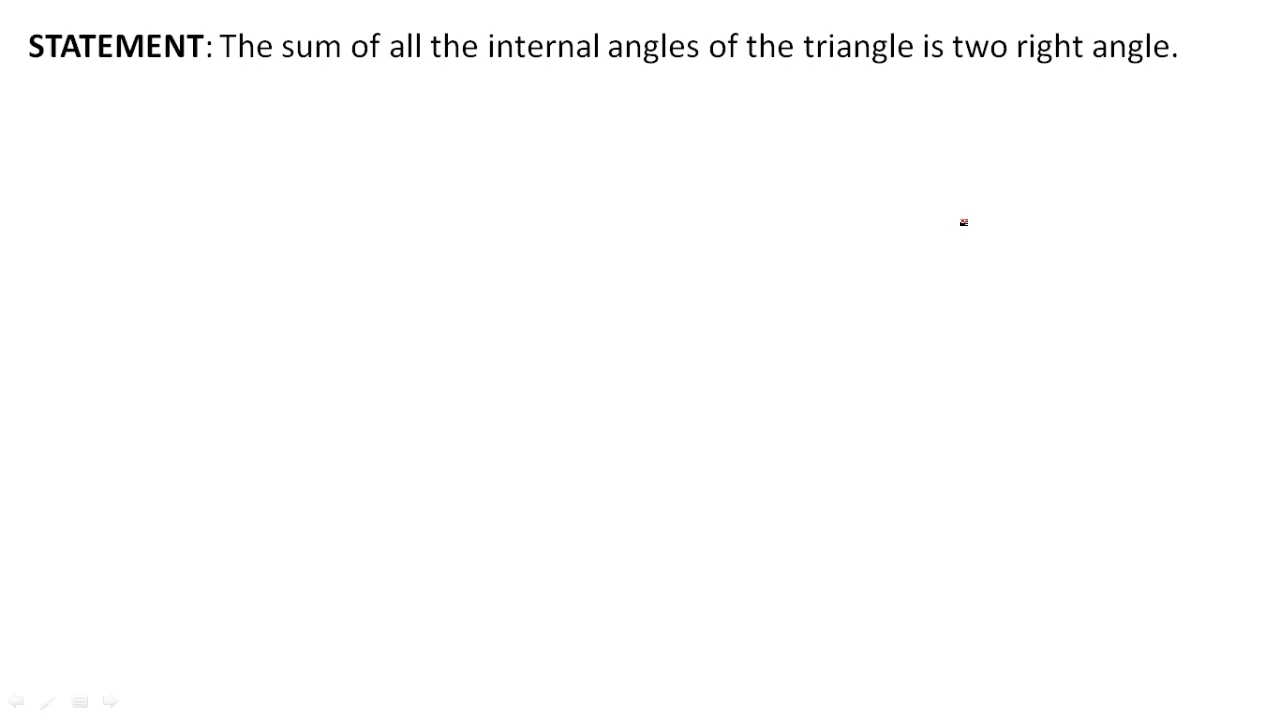 STATEMENT: The sum of all the internal angles of the triangle is two right angle.